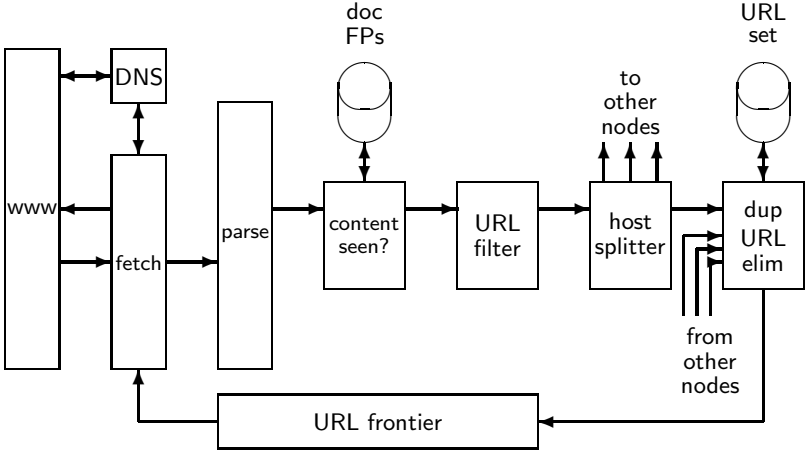 doc
FPs
URL
set
DNS
to
other
nodes
www
fetch
parse
content
seen?
URL
filter
host
splitter
dup
URL
elim
from
other
nodes
URL frontier